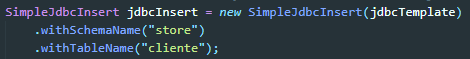 SimpleJdbcInsert jdbcInsert = new SimpleJdbcInsert(jdbcTemplate)
.withSchemaName("store")
.withTableName("cliente");